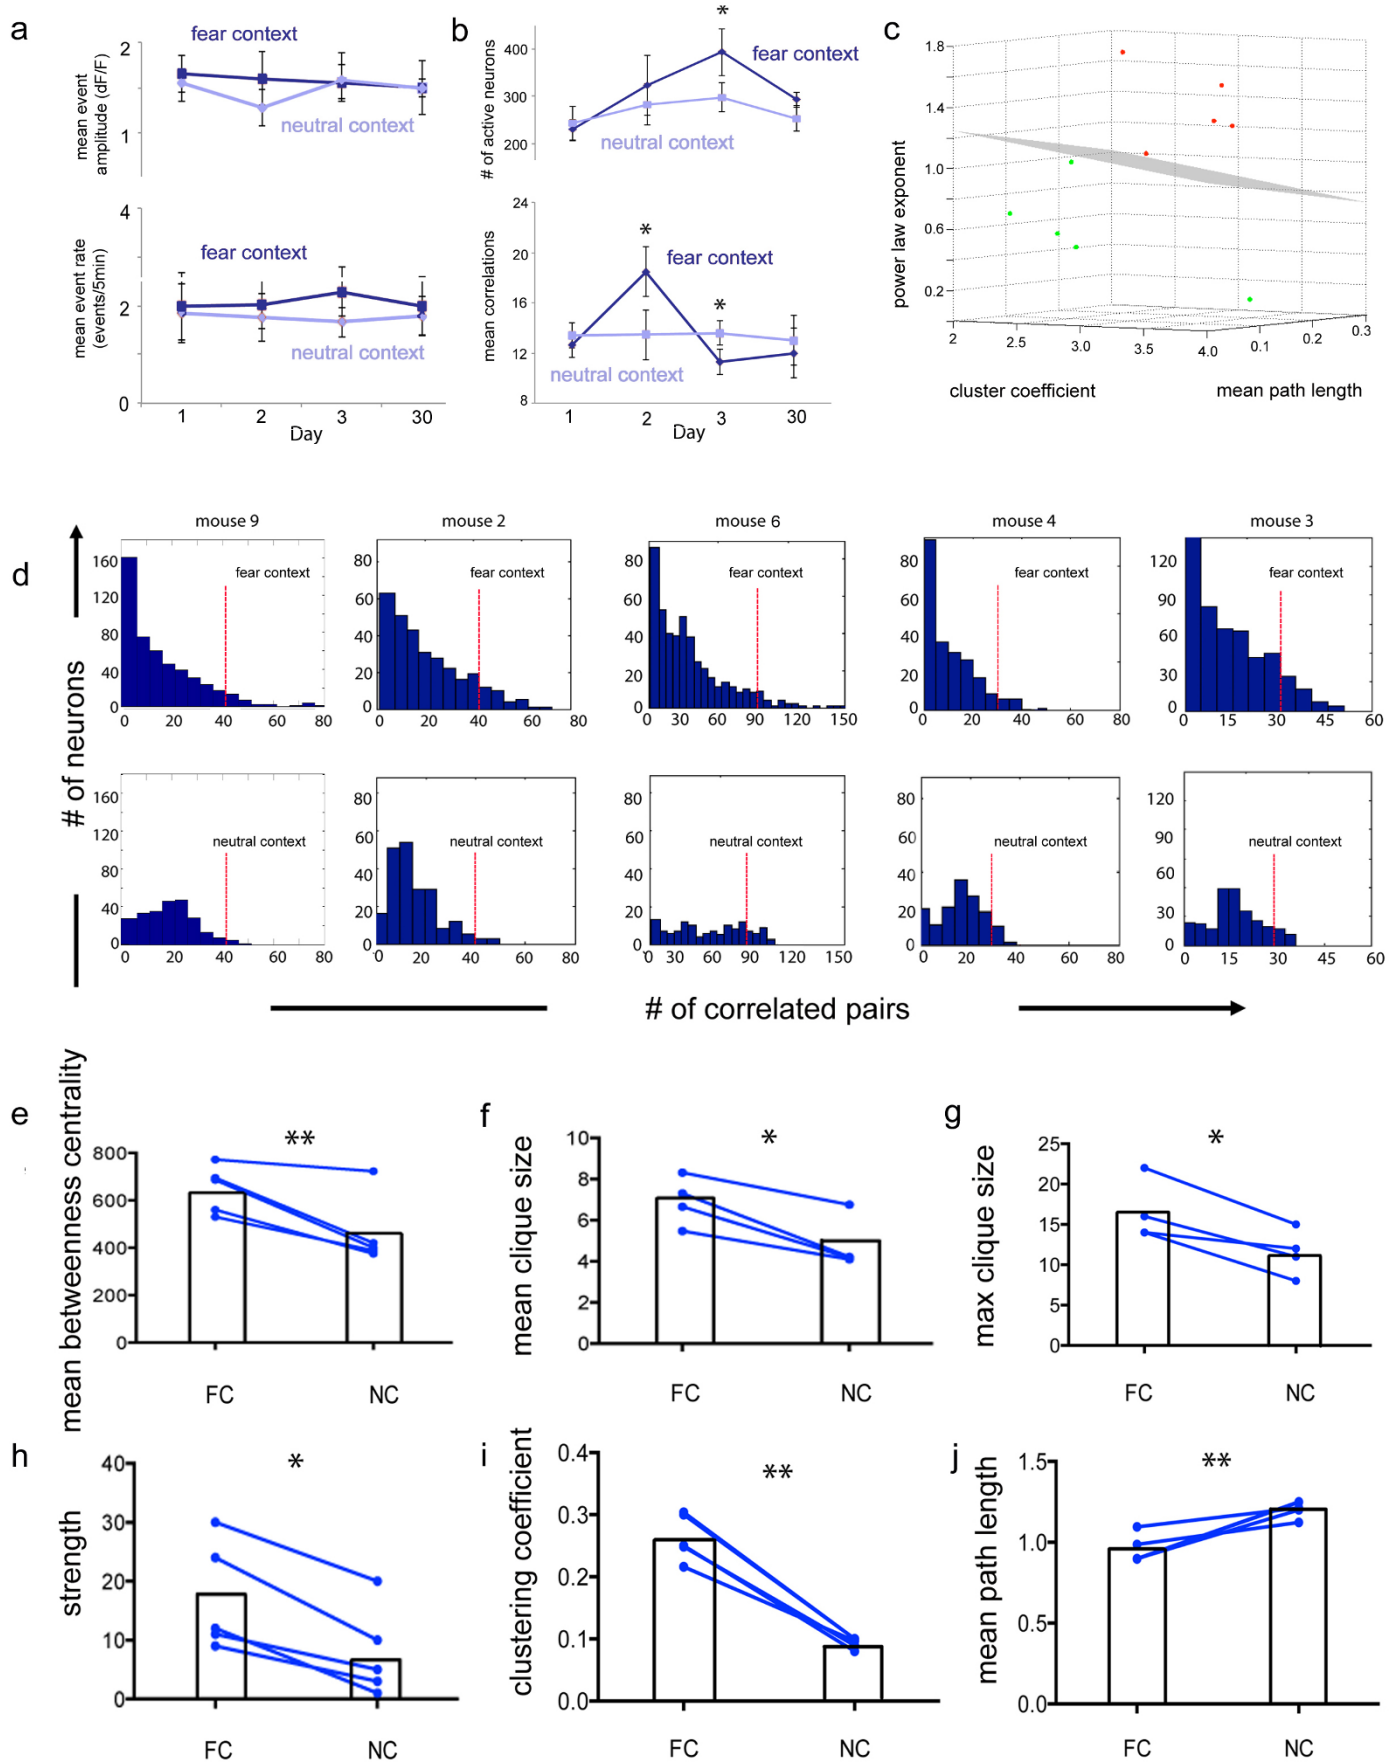 a
fear context
2
mean event
amplitude (dF/F)
neutral context
1
4
fear context
mean event rate
(events/5min)
2
neutral context
0
1 2 3 30
Day
b
*
400
fear context
# of active neurons
300
neutral context
200
24
*
20
fear context
mean correlations
16
*
12
neutral context
8
1 2 3 30
Day
c
1.8
1.4
power law exponent
1.0
0.6
0.2
2 2.5 3.0 3.5 4.0 0.1 0.2 0.3
cluster coefficient mean path length
d
# of neurons
mouse 9 mouse 2 mouse 6 mouse 4 mouse 3
fear context fear context fear context fear context fear context
160
120
80
40
0
0 20 40 60 80
80
60
40
20
0
0 20 40 60 80
80
60
40
20
0
0 30 60 90 120 150
80
60
40
20
0
0 20 40 60 80
120
90
60
30
0
0 15 30 45 60
neutral context neutral context neutral context neutral context neutral context
160
120
80
40
0
0 20 40 60 80
80
60
40
20
0
0 20 40 60 80
80
60
40
20
0
0 30 60 90 120 150
80
60
40
20
0
0 20 40 60 80
120
90
60
30
0
0 15 30 45 60
# of correlated pairs
e
mean betweenness centrality
**
800
600
400
200
0
FC NC
f
mean clique size
*
10
8
6
4
2
0
FC NC
g
max clique size
*
25
20
15
10
5
0
FC NC
h
strength
*
40
30
20
10
0
FC NC
i
clustering coefficient
**
0.4
0.3
0.2
0.1
0.0
FC NC
j
mean path length
**
1.5
1.0
0.5
0.0
FC NC